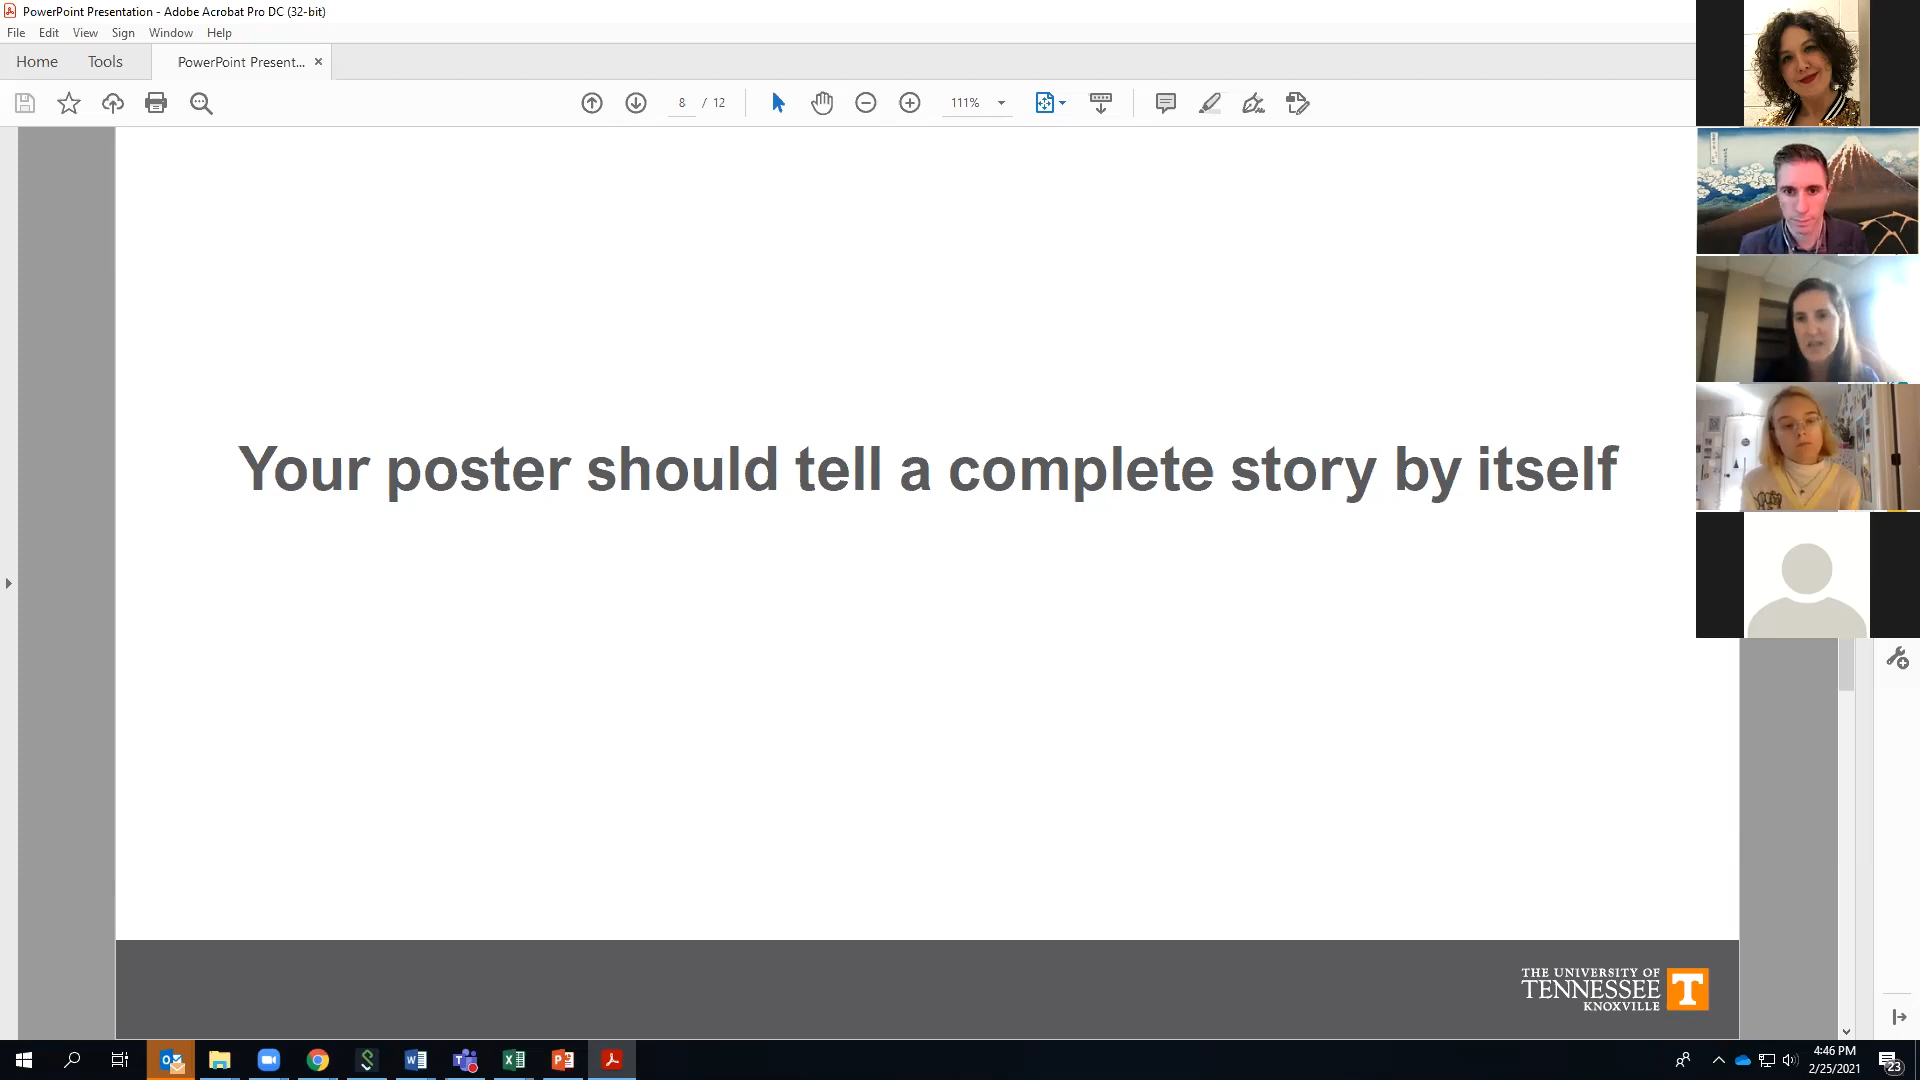 PowerPoint Presentation - Adobe Acrobat Pro DC (32-bit)
File Edit View Sign Window Help
Home Tools PowerPoint Present... ×
8 / 12 111%
Your poster should tell a complete story by itself
THE UNIVERSITY OF
TENNESSEE
KNOXVILLE
T
4:46 PM
2/25/2021
23